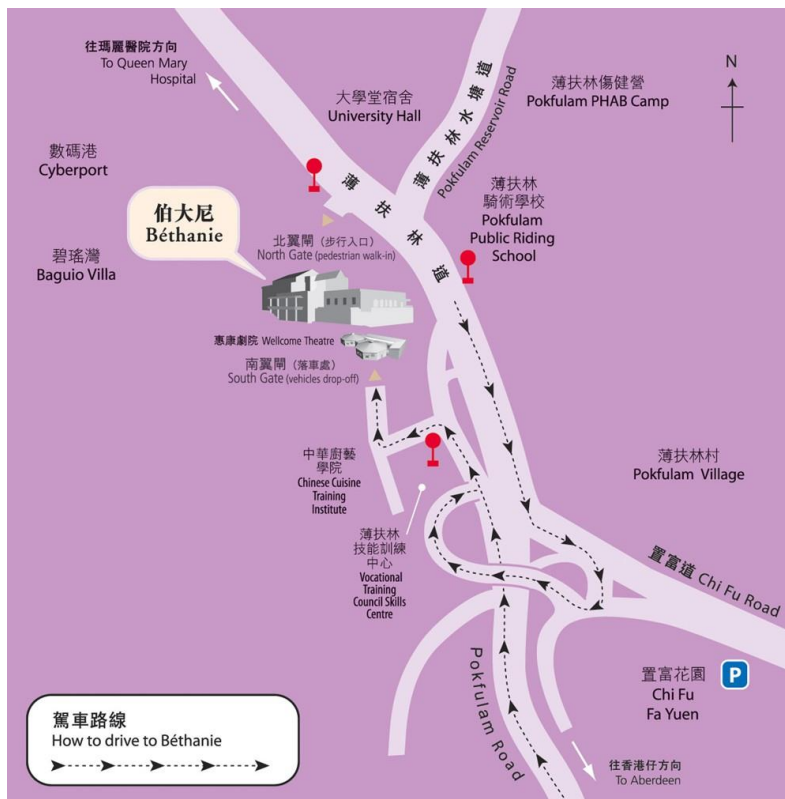 往瑪麗醫院方向
To Queen Mary
Hospital
N
大學堂宿舍
University Hall
薄扶林水塘道
Pokfulam Reservoir Road
薄扶林傷健營
Pokfulam PHAB Camp
數碼港
Cyberport
薄扶林道
薄扶林
騎術學校
Pokfulam
Public Riding
School
伯大尼
Béthanie
北翼閘（步行入口）
North Gate (pedestrian walk-in)
碧瑤灣
Baguio Villa
惠康劇院 Wellcome Theatre
南翼閘（落車處）
South Gate (vehicles drop-off)
中華廚藝
學院
Chinese Cuisine
Training
Institute
薄扶林村
Pokfulam Village
薄扶林
技能訓練
中心
Vocational
Training
Council Skills
Centre
置富道 Chi Fu Road
Pokfulam Road
置富花園
Chi Fu
Fa Yuen
P
駕車路線
How to drive to Béthanie
往香港仔方向
To Aberdeen